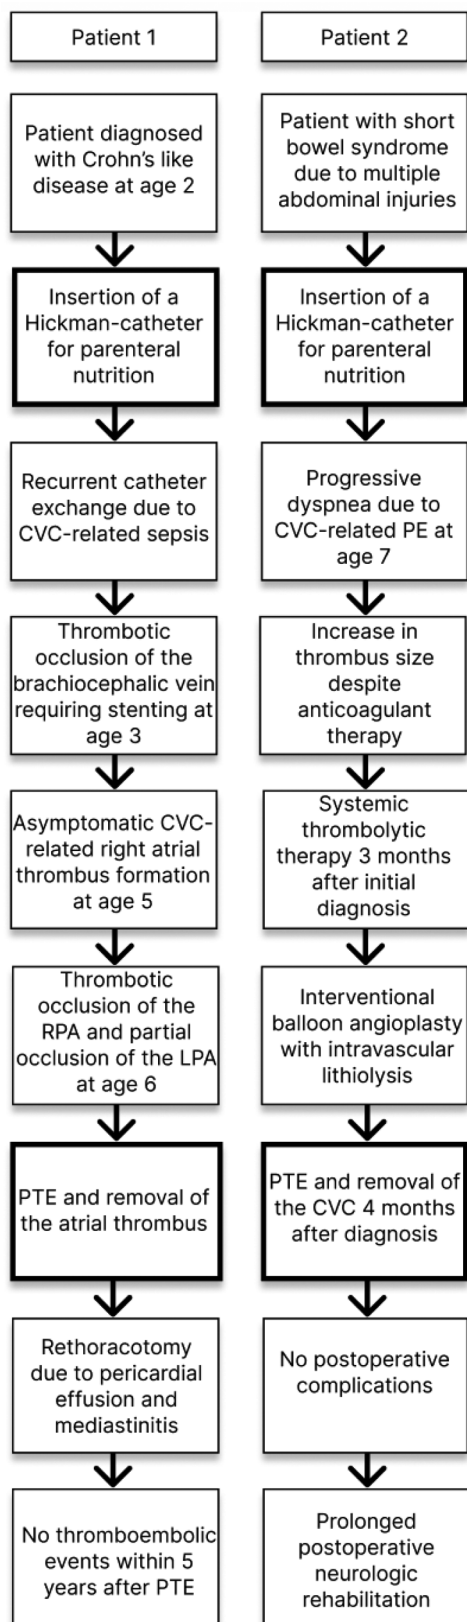 Patient 1
Patient diagnosed
with Crohn's like
disease at age 2
Insertion of a
Hickman-catheter
for parenteral
nutrition
Recurrent catheter
exchange due to
CVC-related sepsis
Thrombotic
occlusion of the
brachiocephalic vein
requiring stenting at
age 3
Asymptomatic CVC-
related right atrial
thrombus formation
at age 5
Thrombotic
occlusion of the
RPA and partial
occlusion of the LPA
at age 6
PTE and removal of
the atrial thrombus
Rethoracotomy
due to pericardial
effusion and
mediastinitis
No thromboembolic
events within 5
years after PTE
Patient 2
Patient with short
bowel syndrome
due to multiple
abdominal injuries
Insertion of a
Hickman-catheter
for parenteral
nutrition
Progressive
dyspnea due to
CVC-related PE at
age 7
Increase in
thrombus size
despite
anticoagulant
therapy
Systemic
thrombolytic
therapy 3 months
after initial
diagnosis
Interventional
balloon angioplasty
with intravascular
lithiolysis
PTE and removal of
the CVC 4 months
after diagnosis
No postoperative
complications
Prolonged
postoperative
neurologic
rehabilitation